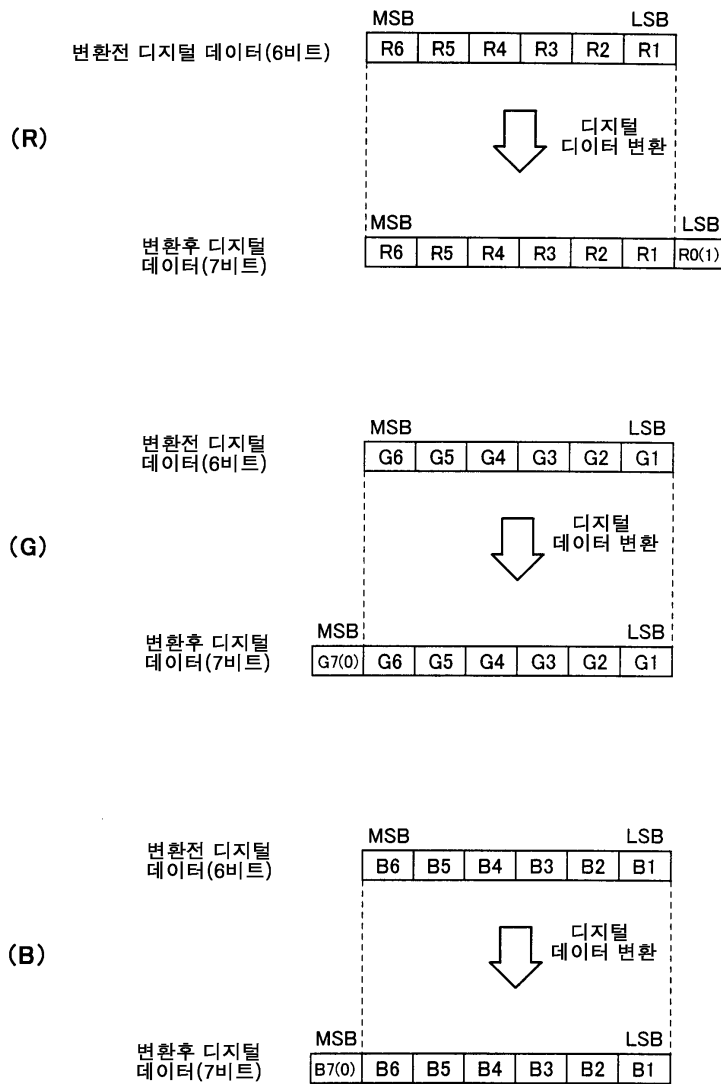 MSB LSB
변환전 디지털 데이터(6비트) R6 R5 R4 R3 R2 R1
(R)
디지털
디이터 변환
MSB LSB
변환후 디지털
데이터(7비트)
R6 R5 R4 R3 R2 R1 R0(1)
MSB LSB
변환전 디지털
데이터(6비트)
G6 G5 G4 G3 G2 G1
(G)
디지털
데이터 변환
MSB LSB
변환후 디지털
데이터(7비트)
G7(0) G6 G5 G4 G3 G2 G1
MSB LSB
변환전 디지털
데이터(6비트)
B6 B5 B4 B3 B2 B1
(B)
디지털
데이터 변환
MSB LSB
변환후 디지털
데이터(7비트)
B7(0) B6 B5 B4 B3 B2 B1